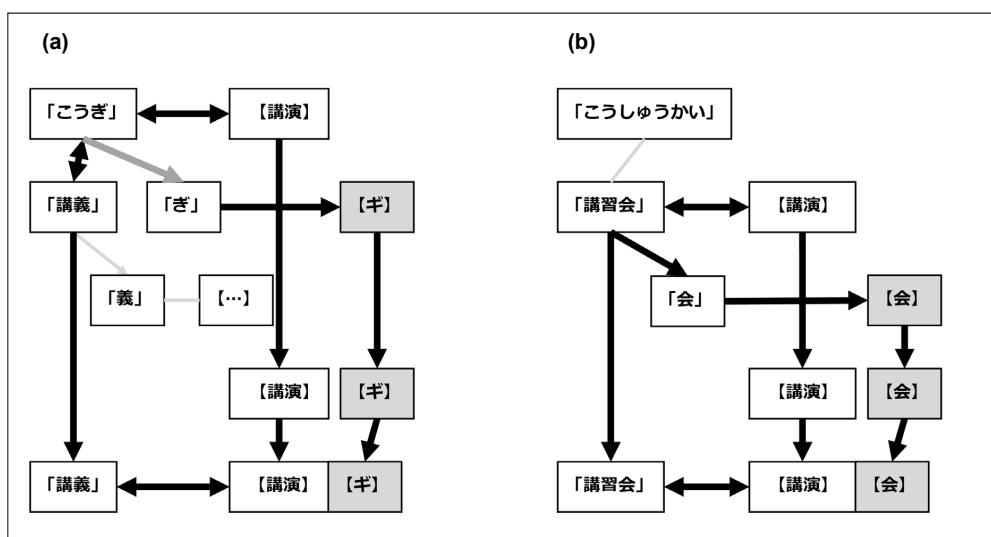 (a)
(b)
「こうぎ」
【講演】
「こうしゅうかい」
「講義」
「ぎ」
【ギ】
「講習会」
【講演】
「義」
【…】
「会」
【会】
【講演】
【ギ】
【講演】
【会】
「講義」
【講演】
【ギ】
「講習会」
【講演】
【会】